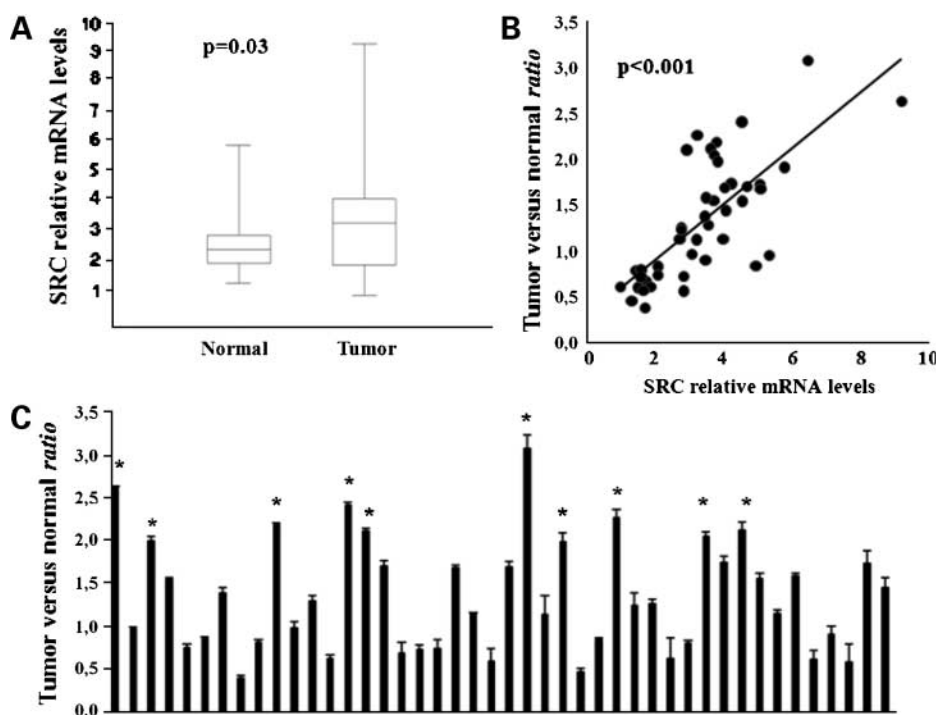 A
SRC relative mRNA levels
10
9
8
7
6
5
4
3
2
1
p=0.03
Normal Tumor
B
Tumor versus normal ratio
3,5
3,0
2,5
2,0
1,5
1,0
0,5
0,0
p<0.001
0 2 4 6 8 10
SRC relative mRNA levels
C
Tumor versus normal ratio
3,5
3,0
2,5
2,0
1,5
1,0
0,5
0,0
* * * * * * * * * *